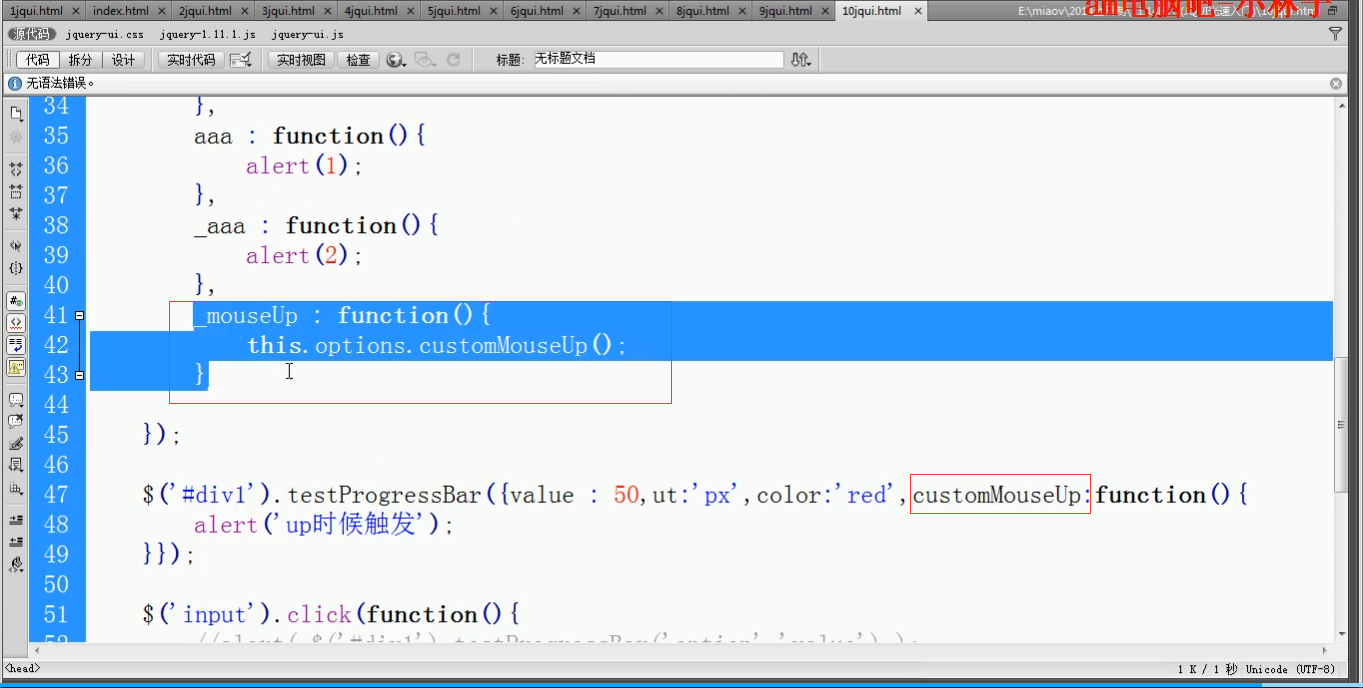 1jqui.html × index.html × 2jqui.html × 3jqui.html × 4jqui.html × 5jqui.html × 6jqui.html × 7jqui.html × 8jqui.html × 9jqui.html × 10jqui.html ×
源代码 jquery-ui.css jquery-1.11.1.js jquery-ui.js
代码 拆分 设计 实时代码 实时视图 检查 标题: 无标题文档
无语法错误。
34 },
35 aaa : function(){
36 alert(1);
37 },
38 _aaa : function(){
39 alert(2);
40 },
41 _mouseUp : function(){
42 this.options.customMouseUp();
43 }
44
45 });
46
47 $('#div1').testProgressBar({value : 50,ut:'px',color:'red',customMouseUp:function(){
48 alert('up时候触发');
49 }});
50
51 $('input').click(function(){
<head> 1 K / 1 秒 Unicode (UTF-8)